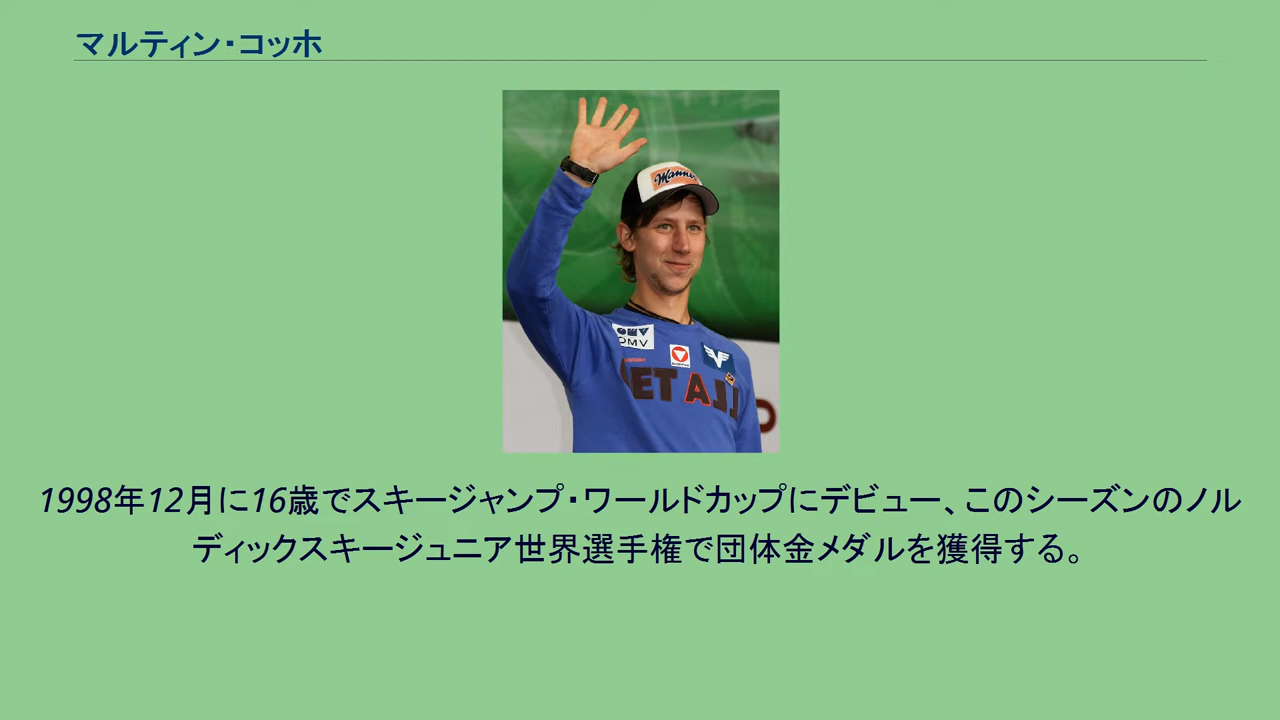 マルティン・コッホ
Manner
OMV
OMV
JETALL
1998年12月に16歳でスキージャンプ・ワールドカップにデビュー、このシーズンのノル
ディックスキージュニア世界選手権で団体金メダルを獲得する。